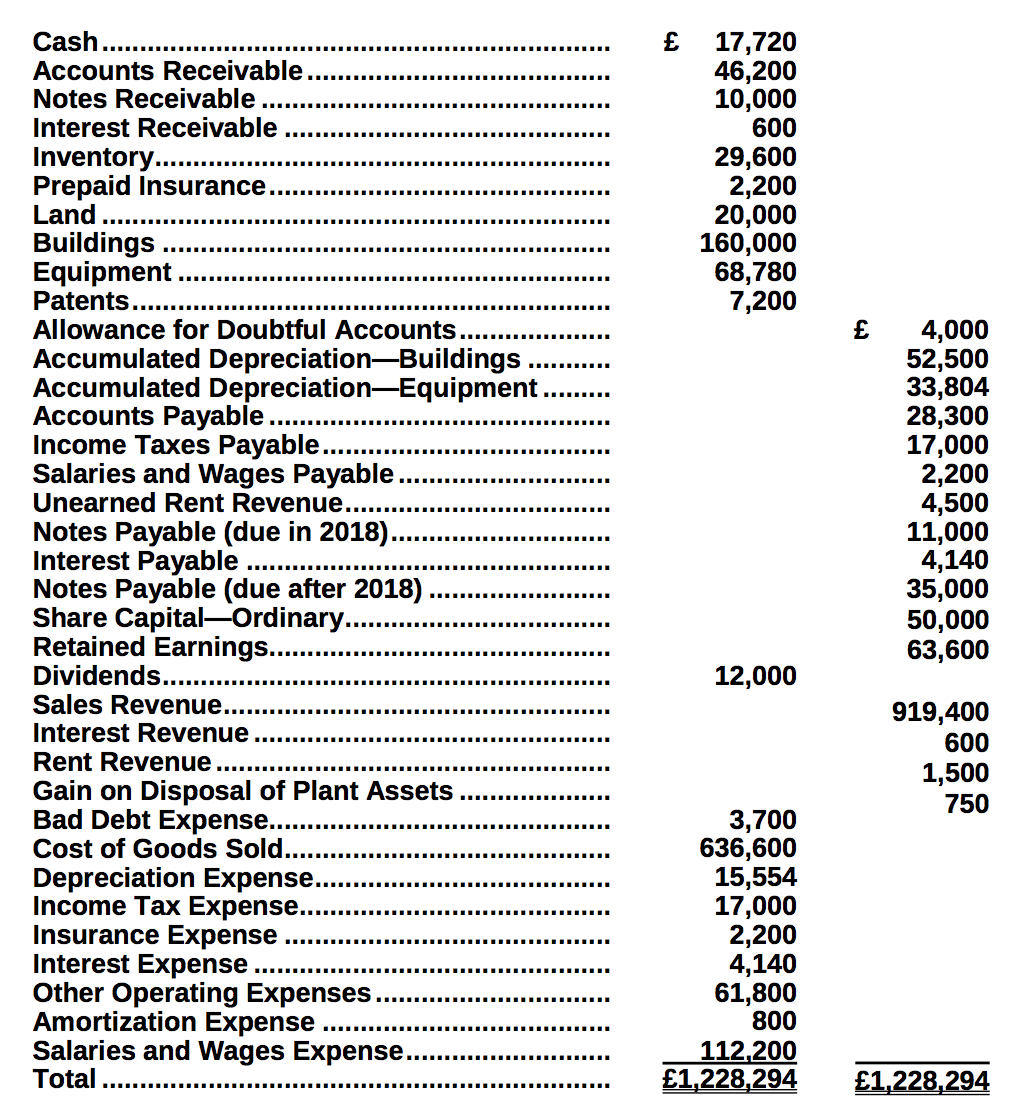 Cash ................................................................... £ 17,720
Accounts Receivable ........................................ 46,200
Notes Receivable .............................................. 10,000
Interest Receivable ........................................... 600
Inventory............................................................ 29,600
Prepaid Insurance............................................. 2,200
Land ................................................................... 20,000
Buildings ........................................................... 160,000
Equipment ......................................................... 68,780
Patents............................................................... 7,200
Allowance for Doubtful Accounts.................... £ 4,000
Accumulated Depreciation—Buildings ........... 52,500
Accumulated Depreciation—Equipment ......... 33,804
Accounts Payable ............................................. 28,300
Income Taxes Payable...................................... 17,000
Salaries and Wages Payable ............................ 2,200
Unearned Rent Revenue................................... 4,500
Notes Payable (due in 2018)............................. 11,000
Interest Payable ................................................ 4,140
Notes Payable (due after 2018) ........................ 35,000
Share Capital—Ordinary................................... 50,000
Retained Earnings............................................. 63,600
Dividends........................................................... 12,000
Sales Revenue................................................... 919,400
Interest Revenue ............................................... 600
Rent Revenue .................................................... 1,500
Gain on Disposal of Plant Assets .................... 750
Bad Debt Expense............................................. 3,700
Cost of Goods Sold........................................... 636,600
Depreciation Expense....................................... 15,554
Income Tax Expense......................................... 17,000
Insurance Expense ........................................... 2,200
Interest Expense ............................................... 4,140
Other Operating Expenses ............................... 61,800
Amortization Expense ...................................... 800
Salaries and Wages Expense........................... 112,200
Total ................................................................... £1,228,294 £1,228,294